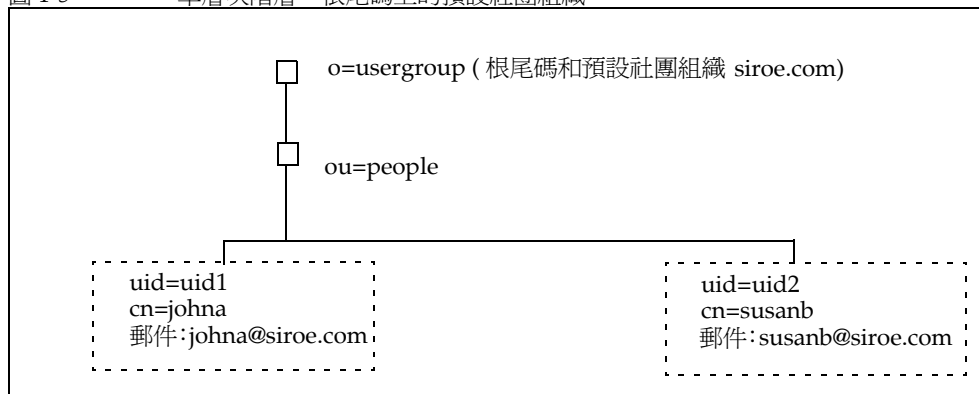 o=usergroup ( 根尾碼和預設社團組織 siroe.com)
ou=people
uid=uid1
cn=johna
郵件：johna@siroe.com
uid=uid2
cn=susanb
郵件：susanb@siroe.com